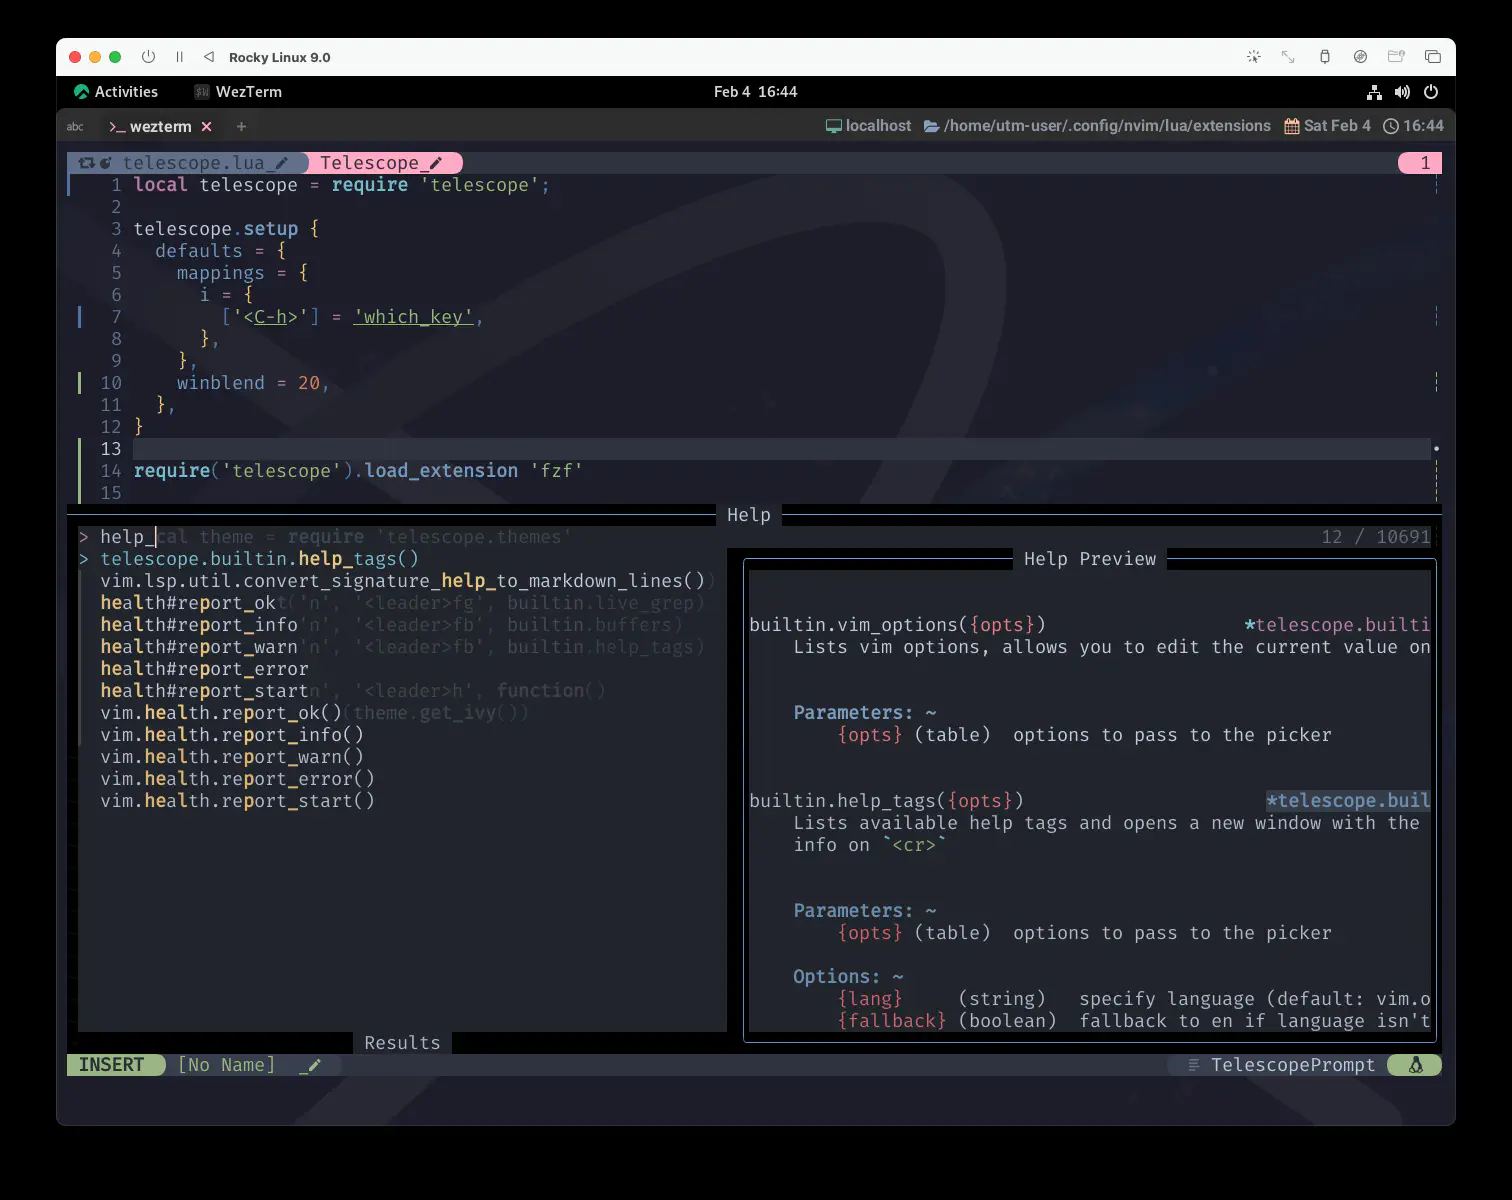 Rocky Linux 9.0
Activities WezTerm Feb 4 16:44
abc >_ wezterm × + localhost /home/utm-user/.config/nvim/lua/extensions Sat Feb 4 16:44
telescope.lua_ Telescope_ 1
1 local telescope = require 'telescope';
2
3 telescope.setup {
4 defaults = {
5 mappings = {
6 i = {
7 ['<C-h>'] = 'which_key',
8 },
9 },
10 winblend = 20,
11 },
12 }
13
14 require('telescope').load_extension 'fzf'
15
Help
> help_cal theme = require 'telescope.themes' 12 / 10691
> telescope.builtin.help_tags()
vim.lsp.util.convert_signature_help_to_markdown_lines())
health#report_okt('n', '<leader>fg', builtin.live_grep)
health#report_info'n', '<leader>fb', builtin.buffers)
health#report_warn'n', '<leader>fb', builtin.help_tags)
health#report_error
health#report_startn', '<leader>h', function()
vim.health.report_ok()(theme.get_ivy())
vim.health.report_info()
vim.health.report_warn()
vim.health.report_error()
vim.health.report_start()
Results
Help Preview
builtin.vim_options({opts}) *telescope.builti
Lists vim options, allows you to edit the current value on
Parameters: ~
{opts} (table) options to pass to the picker
builtin.help_tags({opts}) *telescope.buil
Lists available help tags and opens a new window with the
info on `<cr>`
Parameters: ~
{opts} (table) options to pass to the picker
Options: ~
{lang} (string) specify language (default: vim.o
{fallback} (boolean) fallback to en if language isn't
INSERT [No Name] _ TelescopePrompt